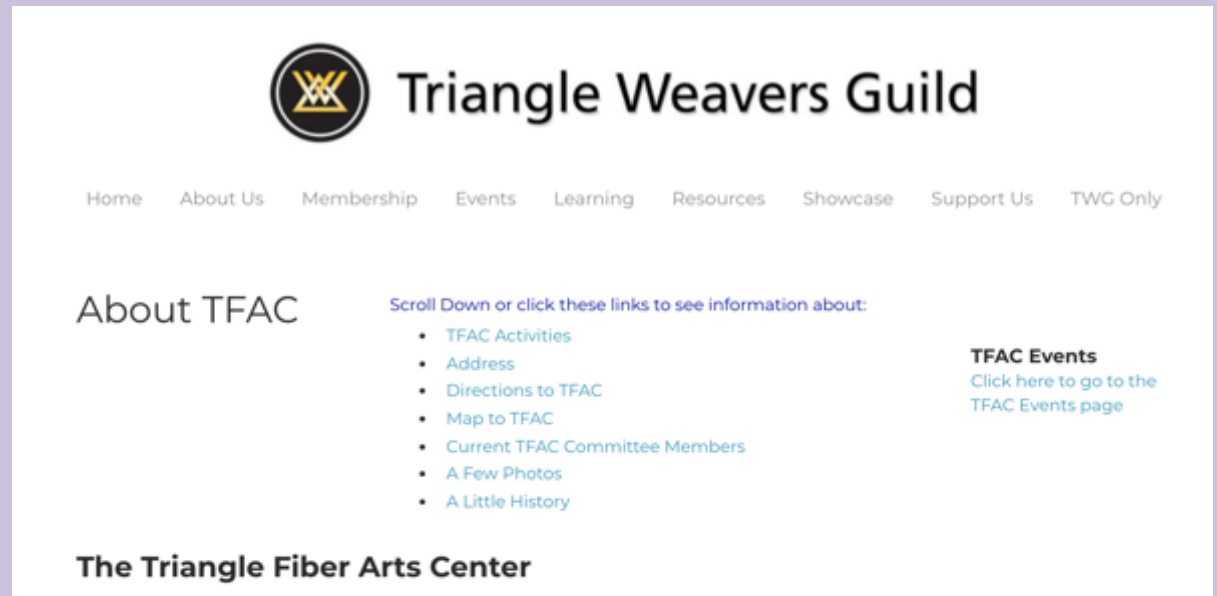 Triangle Weavers Guild
Home About Us Membership Events Learning Resources Showcase Support Us TWG Only
About TFAC
Scroll Down or click these links to see information about:
• TFAC Activities
• Address
• Directions to TFAC
• Map to TFAC
• Current TFAC Committee Members
• A Few Photos
• A Little History
TFAC Events
Click here to go to the
TFAC Events page
The Triangle Fiber Arts Center